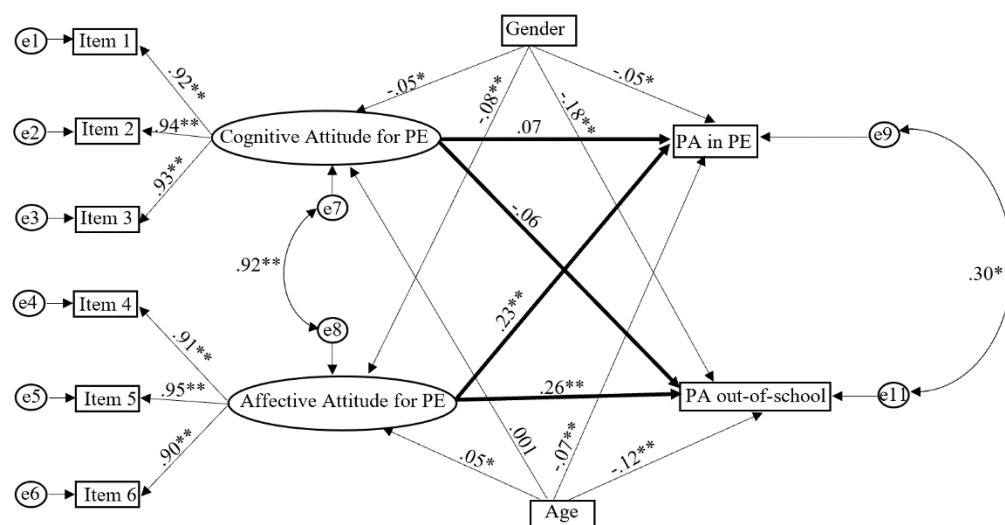 e1
Item 1
Gender
.92**
-.05*
-.08**
-.18**
-.05*
e2
Item 2
.94**
Cognitive Attitude for PE
.07
PA in PE
e9
.93**
e3
Item 3
e7
-.06
.92**
.30*
e4
Item 4
e8
.91**
.23**
e5
Item 5
.95**
Affective Attitude for PE
.26**
PA out-of-school
e11
.90**
.05*
.001
-.07**
-.12**
e6
Item 6
Age